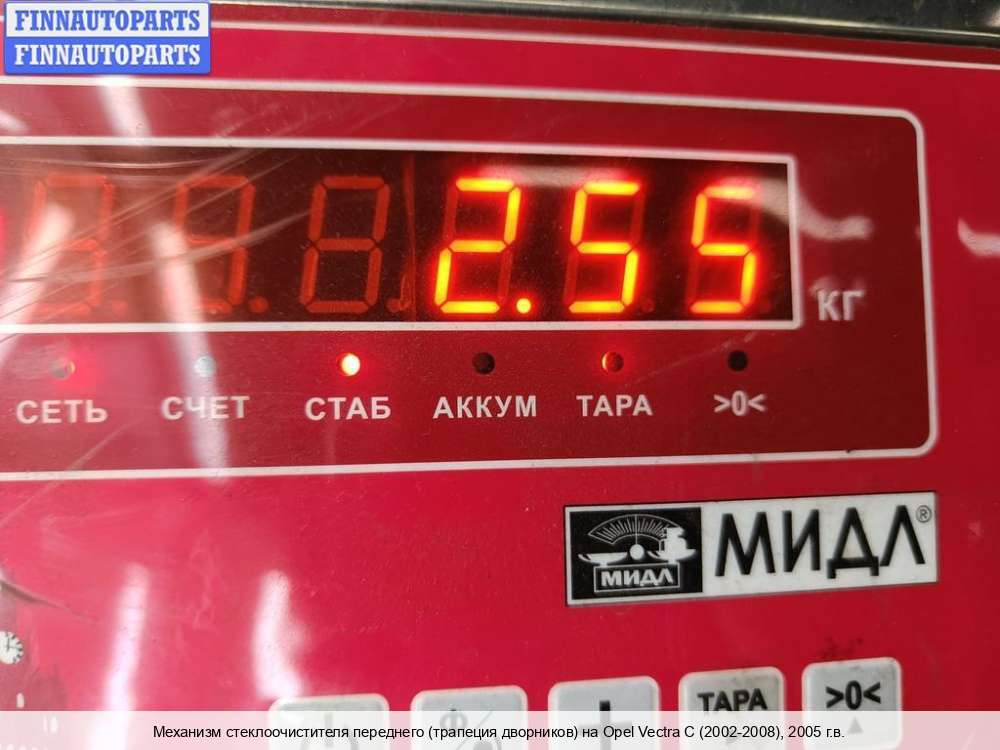 FINNAUTOPARTS
FINNAUTOPARTS
2.55
КГ
СЕТЬ СЧЕТ СТАБ АККУМ ТАРА >0<
МИДЛ МИДЛ®
ТАРА >0<
Механизм стеклоочистителя переднего (трапеция дворников) на Opel Vectra C (2002-2008), 2005 г.в.